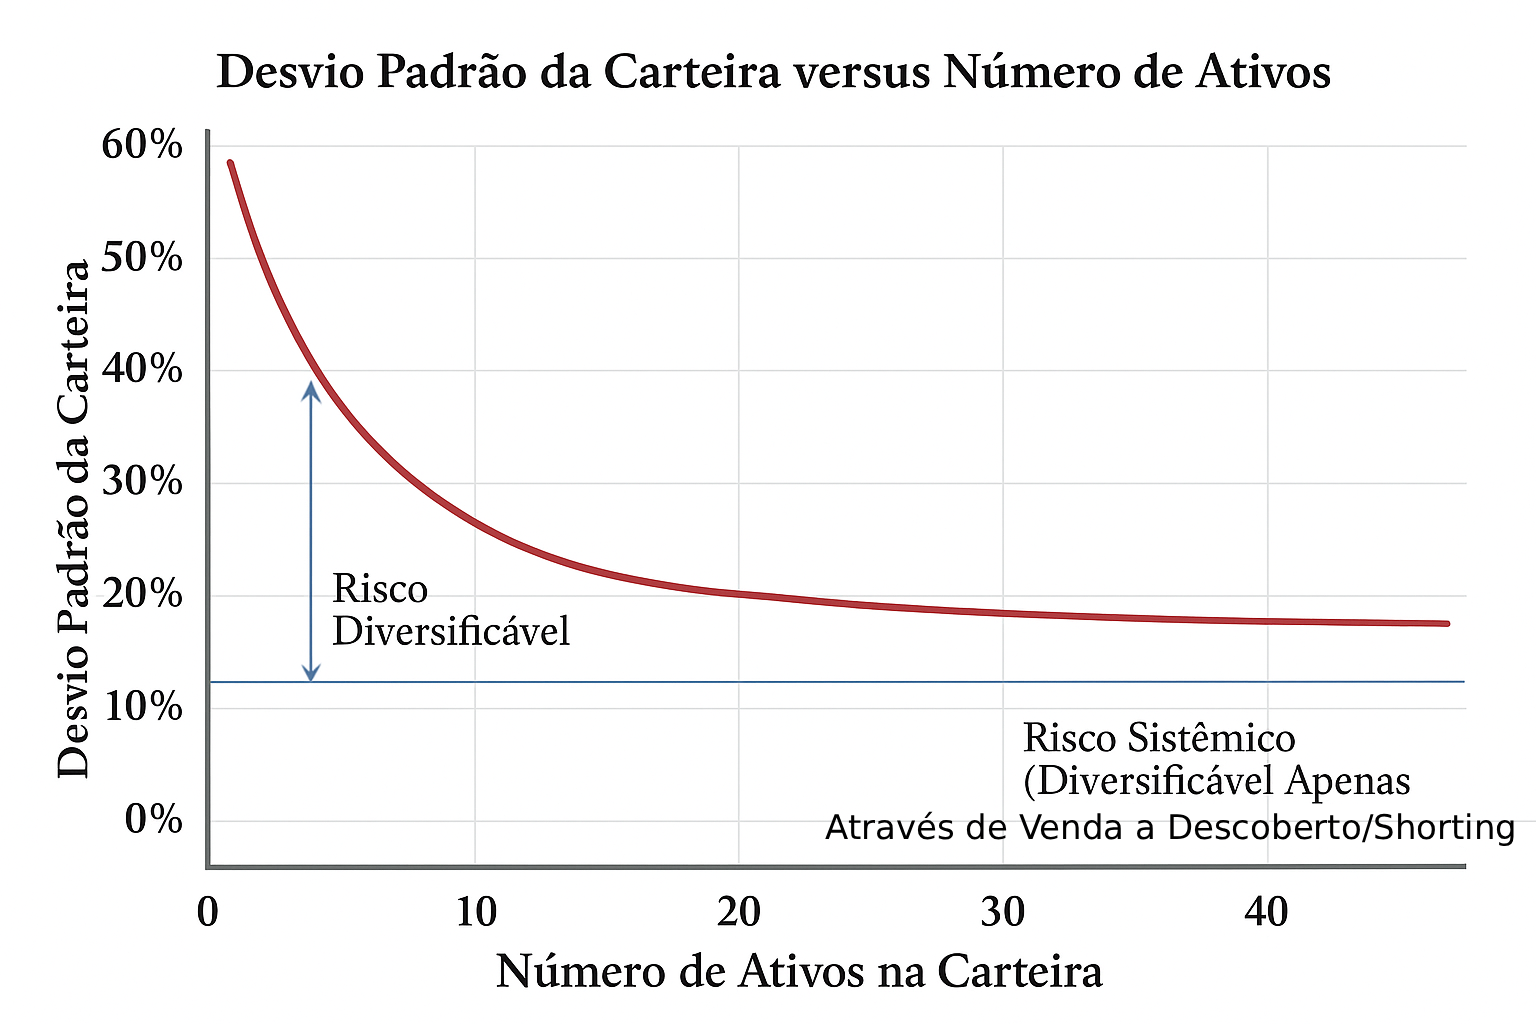 Desvio Padrão da Carteira versus Número de Ativos
Desvio Padrão da Carteira
60%
50%
40%
30%
20%
10%
0%
Risco
Diversificável
Risco Sistêmico
(Diversificável Apenas
Através de Venda a Descoberto/Shorting
0
10
20
30
40
Número de Ativos na Carteira